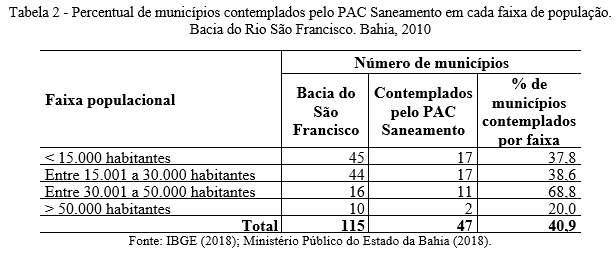 Tabela 2 - Percentual de municípios contemplados pelo PAC Saneamento em cada faixa de população.
Bacia do Rio São Francisco. Bahia, 2010
Faixa populacional
Número de municípios
Bacia do
São
Francisco
Contemplados
pelo PAC
Saneamento
% de
municípios
contemplados
por faixa
< 15.000 habitantes 45 17 37,8
Entre 15.001 a 30.000 habitantes 44 17 38,6
Entre 30.001 a 50.000 habitantes 16 11 68,8
> 50.000 habitantes 10 2 20,0
Total 115 47 40,9
Fonte: IBGE (2018); Ministério Público do Estado da Bahia (2018).